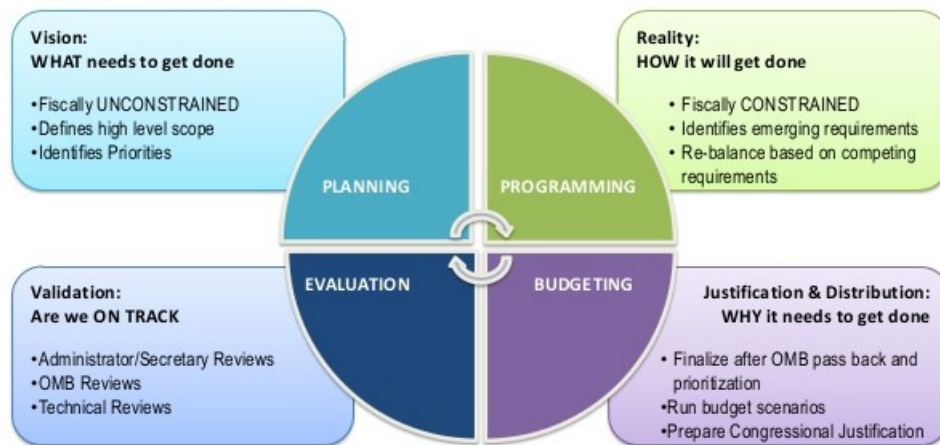 Vision:
WHAT needs to get done
•Fiscally UNCONSTRAINED
•Defines high level scope
•Identifies Priorities
Reality:
HOW it will get done
• Fiscally CONSTRAINED
• Identifies emerging requirements
• Re-balance based on competing
requirements
PLANNING
PROGRAMMING
EVALUATION
BUDGETING
Validation:
Are we ON TRACK
•Administrator/Secretary Reviews
•OMB Reviews
•Technical Reviews
Justification & Distribution:
WHY it needs to get done
• Finalize after OMB pass back and
prioritization
•Run budget scenarios
•Prepare Congressional Justification